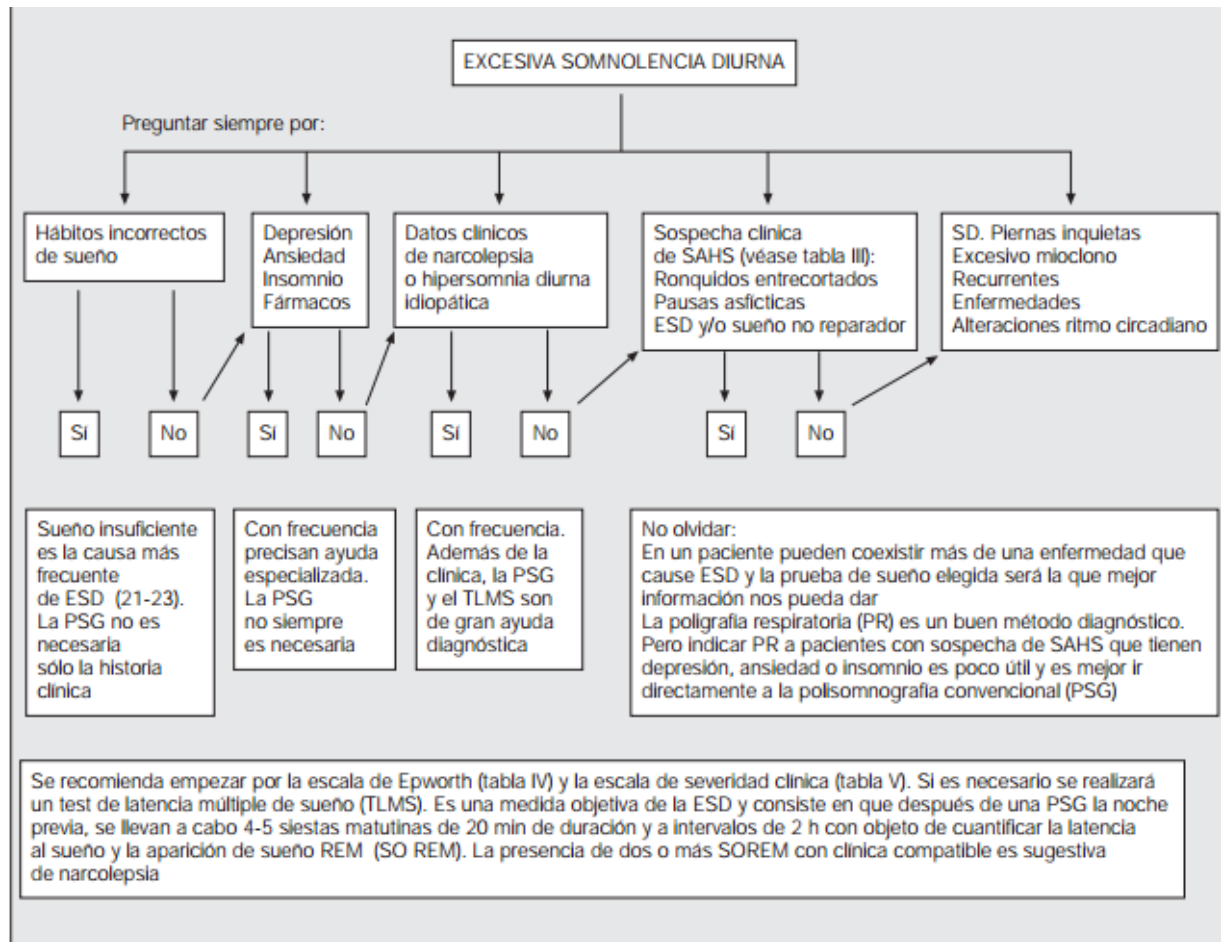 EXCESIVA SOMNOLENCIA DIURNA
Preguntar siempre por:
Hábitos incorrectos
de sueño
Depresión
Ansiedad
Insomnio
Fármacos
Datos clínicos
de narcolepsia
o hipersomnia diurna
idiopática
Sospecha clínica
de SAHS (véase tabla III):
Ronquidos entrecortados
Pausas asfícticas
ESD y/o sueño no reparador
SD. Piernas inquietas
Excesivo mioclono
Recurrentes
Enfermedades
Alteraciones ritmo circadiano
Sí
No
Sí
No
Sí
No
Sí
No
Sueño insuficiente
es la causa más
frecuente
de ESD (21-23).
La PSG no es
necesaria
sólo la historia
clínica
Con frecuencia
precisan ayuda
especializada.
La PSG
no siempre
es necesaria
Con frecuencia.
Además de la
clínica, la PSG
y el TLMS son
de gran ayuda
diagnóstica
No olvidar:
En un paciente pueden coexistir más de una enfermedad que
cause ESD y la prueba de sueño elegida será la que mejor
información nos pueda dar
La poligrafia respiratoria (PR) es un buen método diagnóstico.
Pero indicar PR a pacientes con sospecha de SAHS que tienen
depresión, ansiedad o insomnio es poco útil y es mejor ir
directamente a la polisomnografía convencional (PSG)
Se recomienda empezar por la escala de Epworth (tabla IV) y la escala de severidad clínica (tabla V). Si es necesario se realizará
un test de latencia múltiple de sueño (TLMS). Es una medida objetiva de la ESD y consiste en que después de una PSG la noche
previa, se llevan a cabo 4-5 siestas matutinas de 20 min de duración y a intervalos de 2 h con objeto de cuantificar la latencia
al sueño y la aparición de sueño REM (SO REM). La presencia de dos o más SOREM con clínica compatible es sugestiva
de narcolepsia